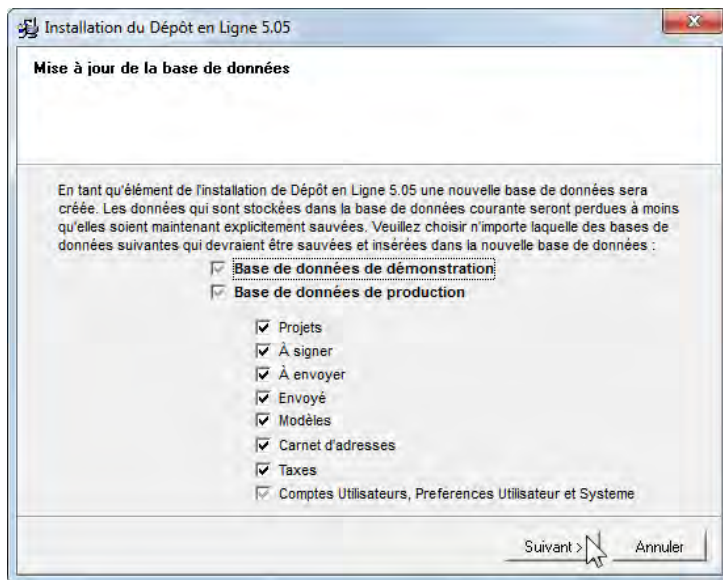 Installation du Dépôt en Ligne 5.05
Mise à jour de la base de données
En tant qu'élément de l'installation de Dépôt en Ligne 5.05 une nouvelle base de données sera
créée. Les données qui sont stockées dans la base de données courante seront perdues à moins
qu'elles soient maintenant explicitement sauvées. Veuillez choisir n'importe laquelle des bases de
données suivantes qui devraient être sauvées et insérées dans la nouvelle base de données :
Base de données de démonstration
Base de données de production
Projets
À signer
À envoyer
Envoyé
Modèles
Carnet d'adresses
Taxes
Comptes Utilisateurs, Preferences Utilisateur et Systeme
Suivant > Annuler